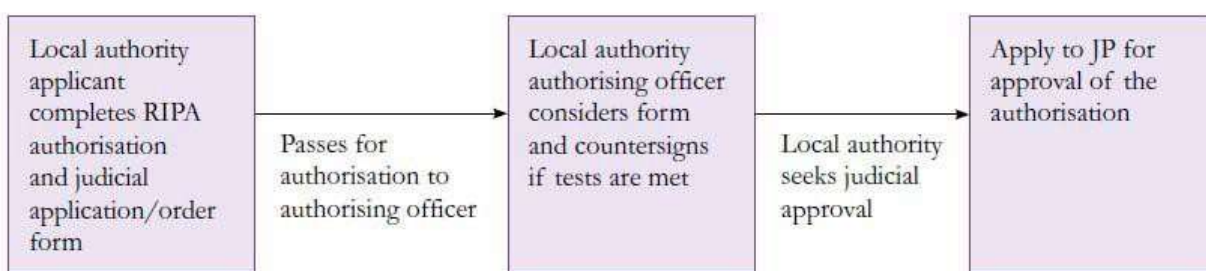 Local authority
applicant
completes RIPA
authorisation
and judicial
application/order
form
Passes for
authorisation to
authorising officer
Local authority
authorising officer
considers form
and countersigns
if tests are met
Local authority
seeks judicial
approval
Apply to JP for
approval of the
authorisation